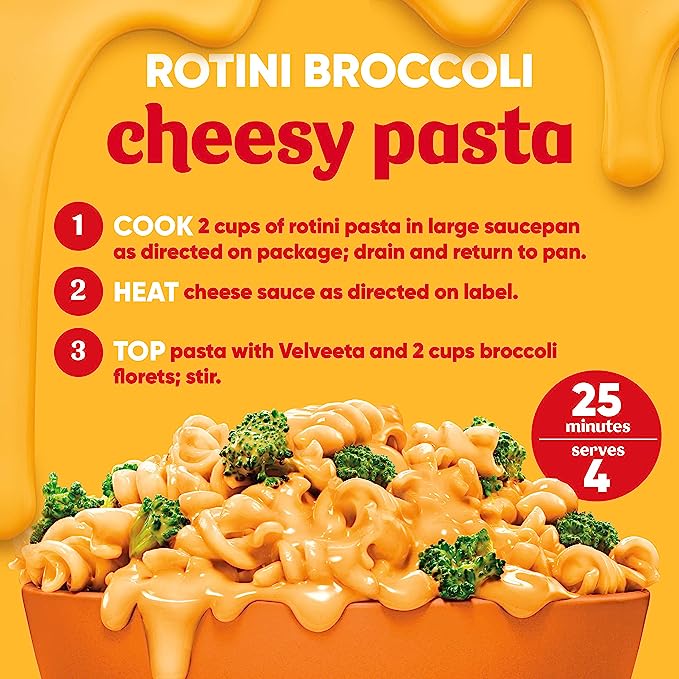 ROTINI BROCCOLI
cheesy pasta
1 COOK 2 cups of rotini pasta in large saucepan
as directed on package; drain and return to pan.
2 HEAT cheese sauce as directed on label.
3 TOP pasta with Velveeta and 2 cups broccoli
florets; stir.
25
minutes
serves
4